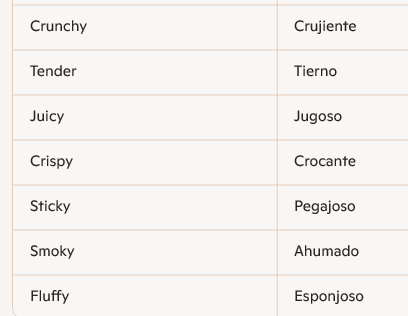 Crunchy Crujiente
Tender Tierno
Juicy Jugoso
Crispy Crocante
Sticky Pegajoso
Smoky Ahumado
Fluffy Esponjoso